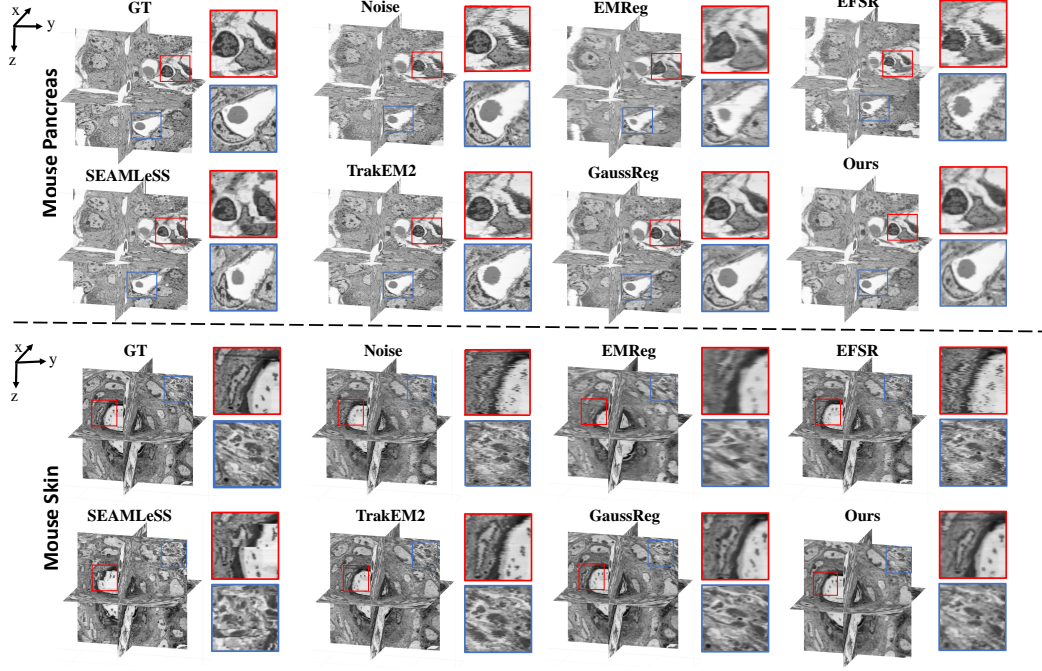 x
y
z
Mouse Pancreas
GT
Noise
EMReg
EFSR
SEAMLeSS
TrakEM2
GaussReg
Ours
x
y
z
Mouse Skin
GT
Noise
EMReg
EFSR
SEAMLeSS
TrakEM2
GaussReg
Ours